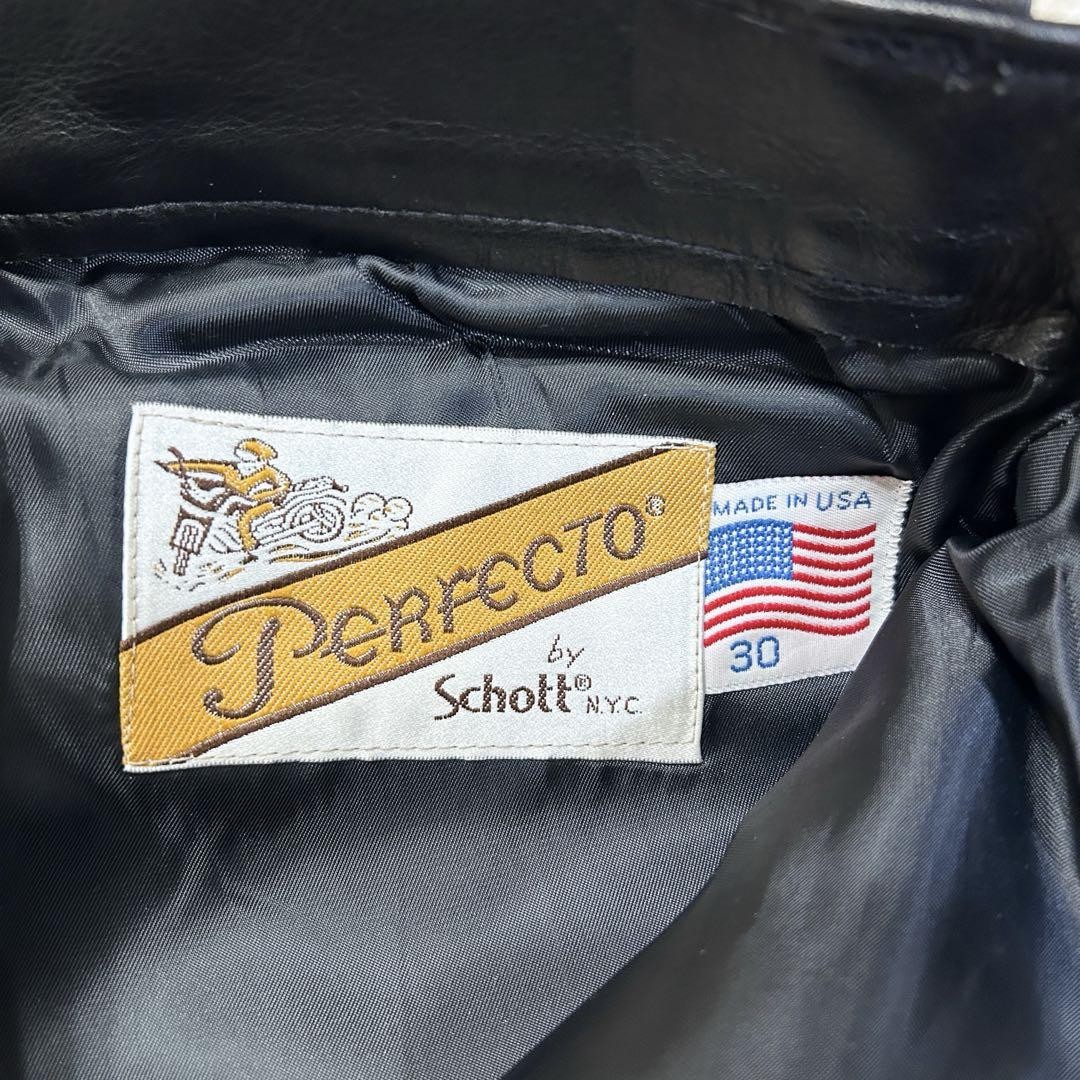 PERFECTO®
by
Schott® N.Y.C.
MADE IN USA
30